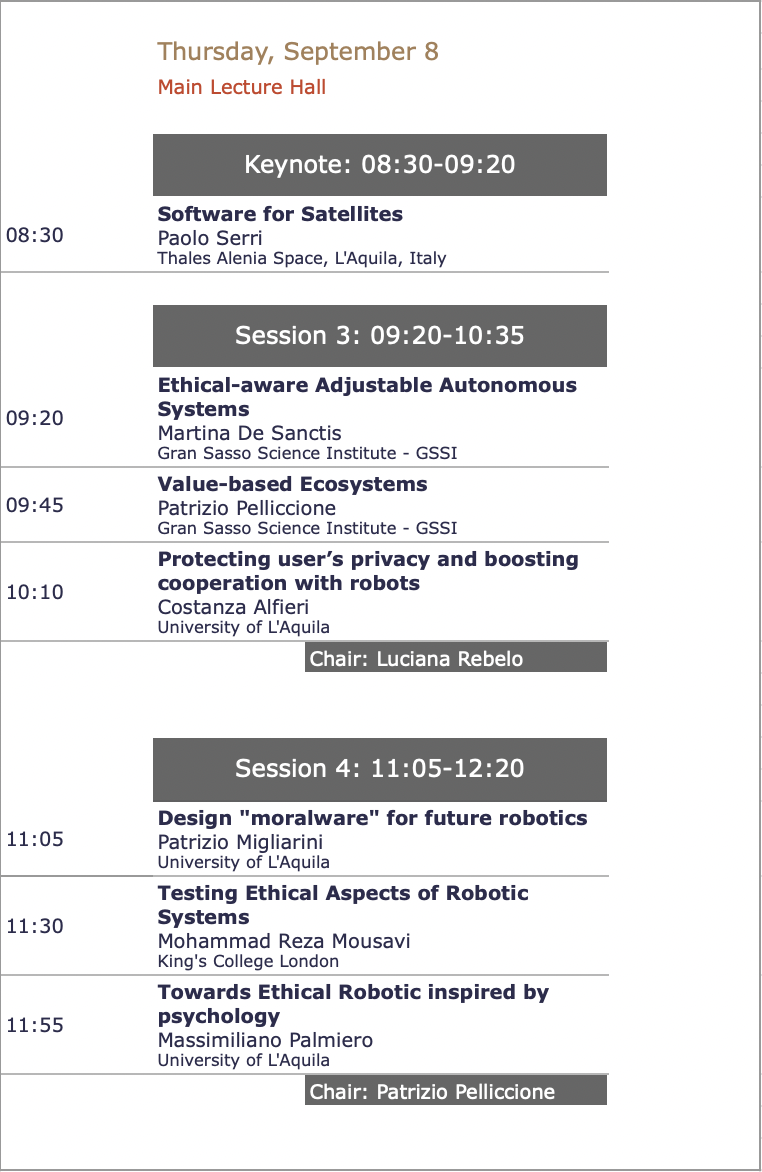 Thursday, September 8
Main Lecture Hall
Keynote: 08:30-09:20
08:30
Software for Satellites
Paolo Serri
Thales Alenia Space, L'Aquila, Italy
Session 3: 09:20-10:35
09:20
Ethical-aware Adjustable Autonomous
Systems
Martina De Sanctis
Gran Sasso Science Institute - GSSI
09:45
Value-based Ecosystems
Patrizio Pelliccione
Gran Sasso Science Institute - GSSI
10:10
Protecting user’s privacy and boosting
cooperation with robots
Costanza Alfieri
University of L'Aquila
Chair: Luciana Rebelo
Session 4: 11:05-12:20
11:05
Design "moralware" for future robotics
Patrizio Migliarini
University of L'Aquila
11:30
Testing Ethical Aspects of Robotic
Systems
Mohammad Reza Mousavi
King's College London
11:55
Towards Ethical Robotic inspired by
psychology
Massimiliano Palmiero
University of L'Aquila
Chair: Patrizio Pelliccione